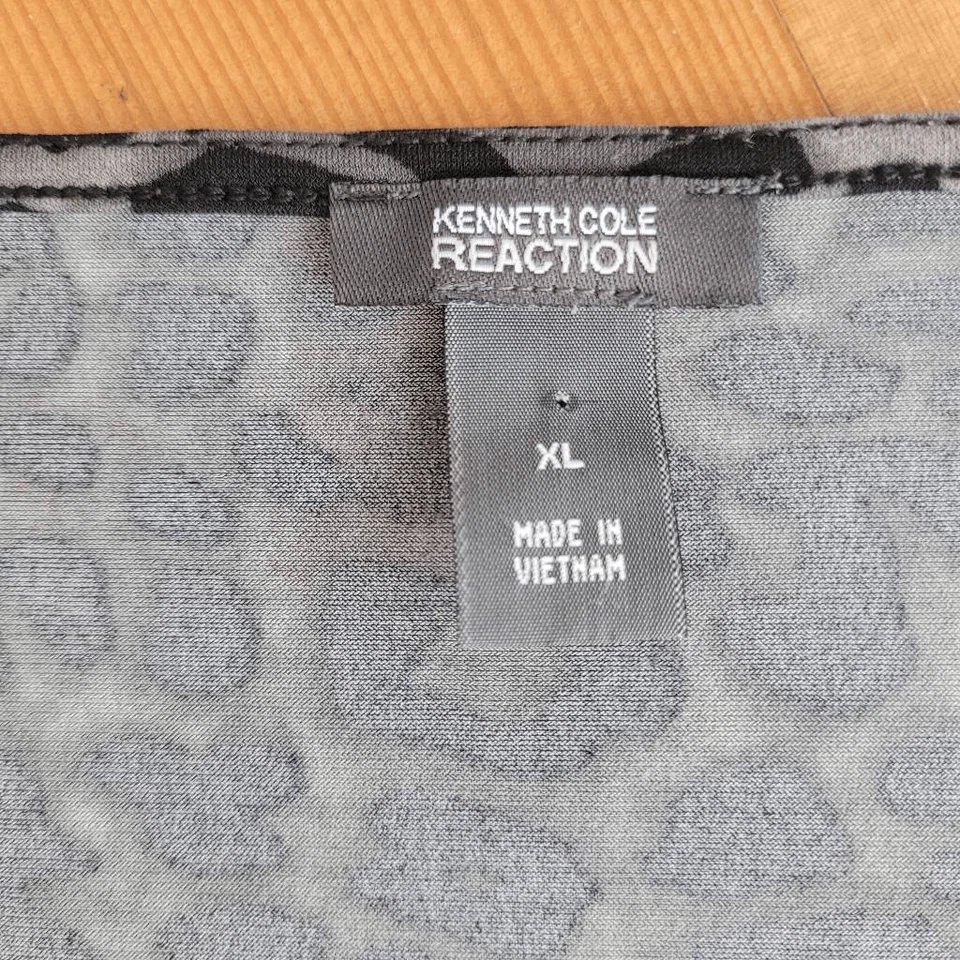 KENNETH COLE
REACTION
XL
MADE IN
VIETNAM